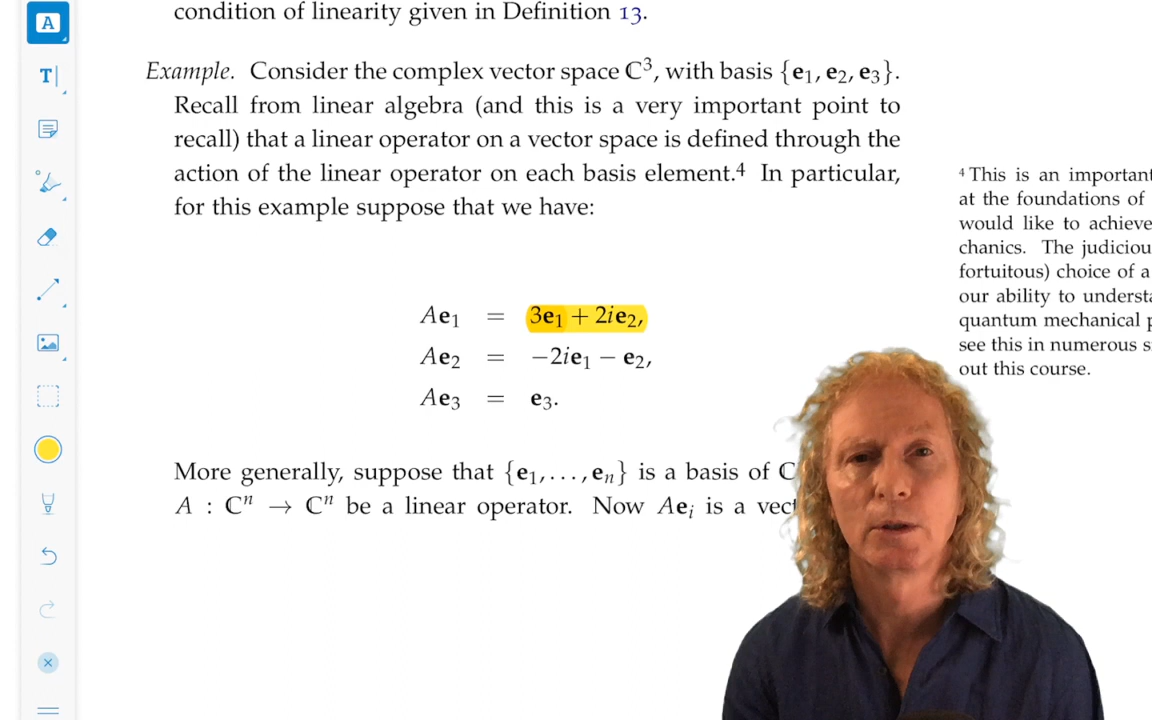 condition of linearity given in Definition 13.
Example. Consider the complex vector space ℂ³, with basis {e₁, e₂, e₃}.
Recall from linear algebra (and this is a very important point to
recall) that a linear operator on a vector space is defined through the
action of the linear operator on each basis element.⁴ In particular,
for this example suppose that we have:
Ae₁ = 3e₁ + 2ie₂,
Ae₂ = −2ie₁ − e₂,
Ae₃ = e₃.
More generally, suppose that {e₁, . . . , eₙ} is a basis of ℂ
A : ℂⁿ → ℂⁿ be a linear operator. Now Aeᵢ is a vect
⁴ This is an important
at the foundations of
would like to achieve
chanics. The judiciou
fortuitous) choice of a
our ability to understa
quantum mechanical p
see this in numerous s
out this course.
A
T|